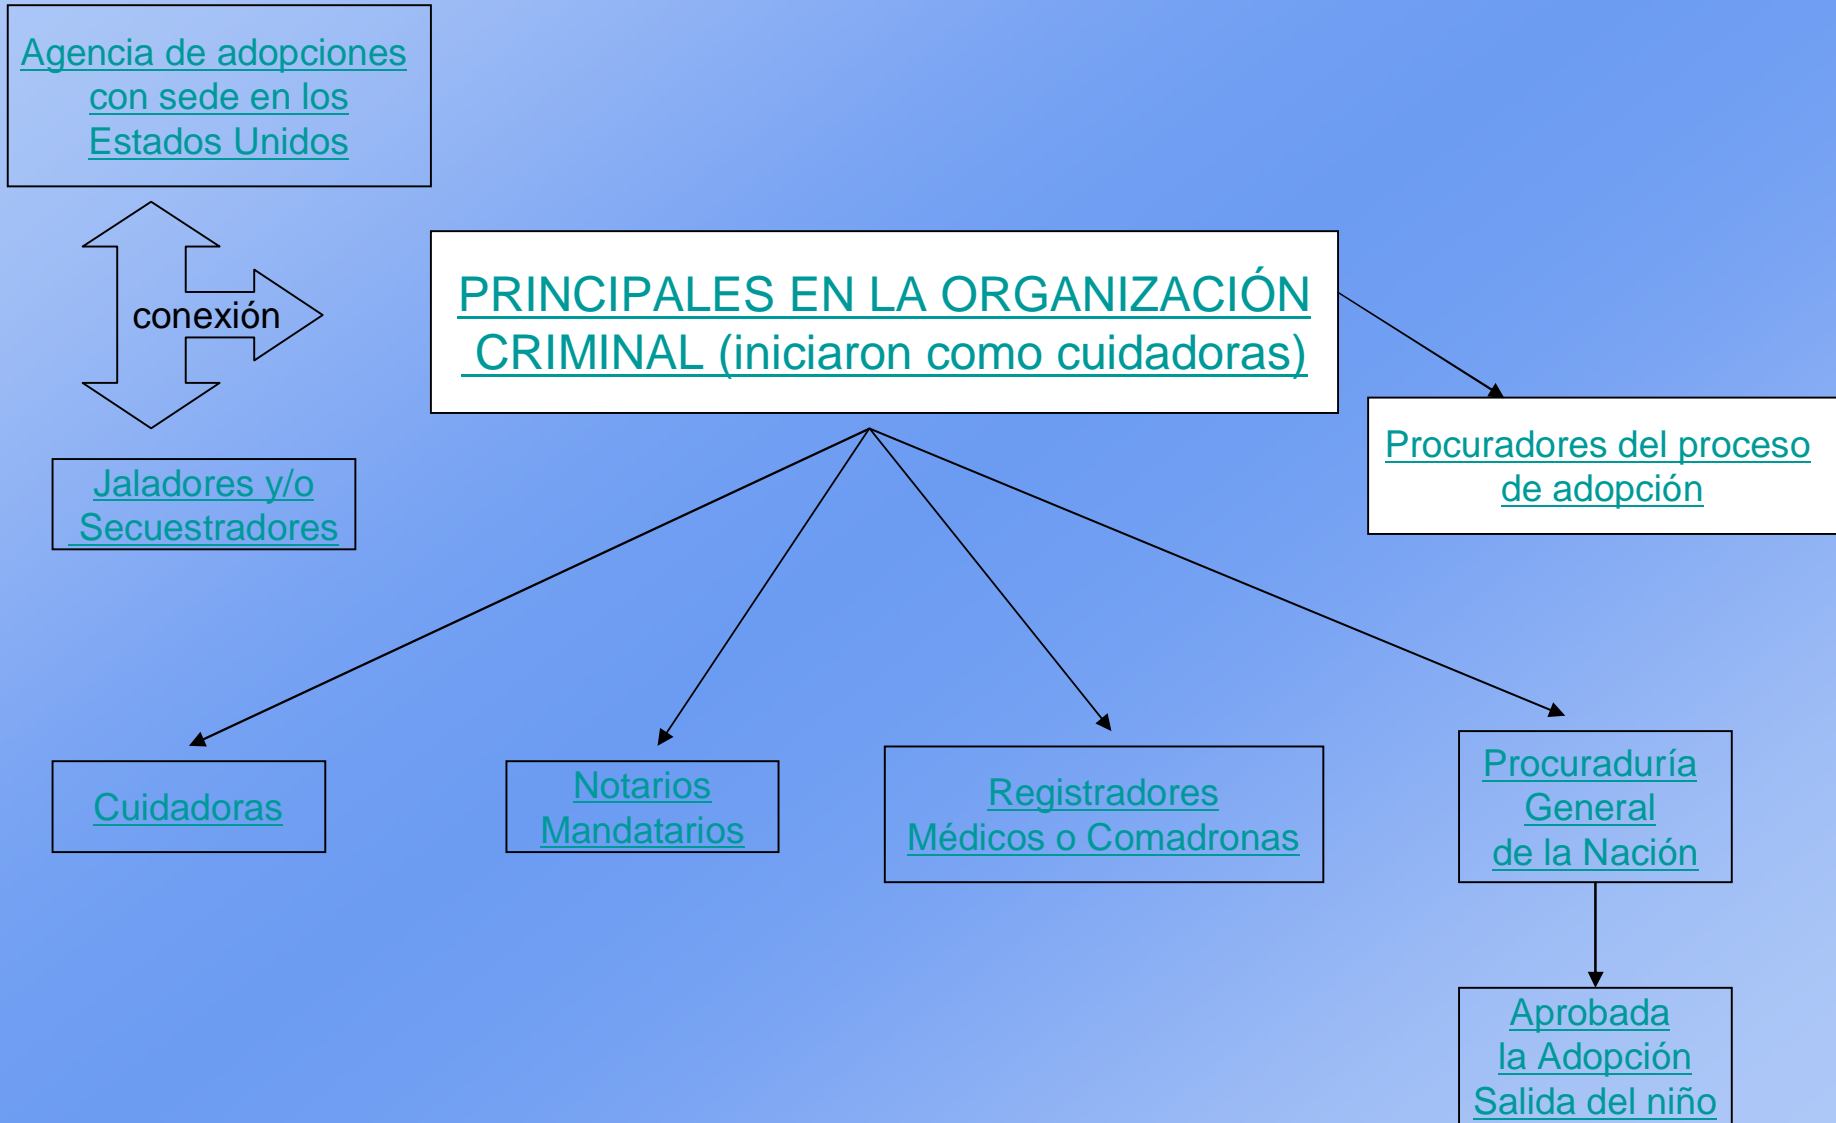 Agencia de adopciones
con sede en los
Estados Unidos
conexión
PRINCIPALES EN LA ORGANIZACIÓN
CRIMINAL (iniciaron como cuidadoras)
Procuradores del proceso
de adopción
Jaladores y/o
Secuestradores
Cuidadoras
Notarios
Mandatarios
Registradores
Médicos o Comadronas
Procuraduría
General
de la Nación
Aprobada
la Adopción
Salida del niño